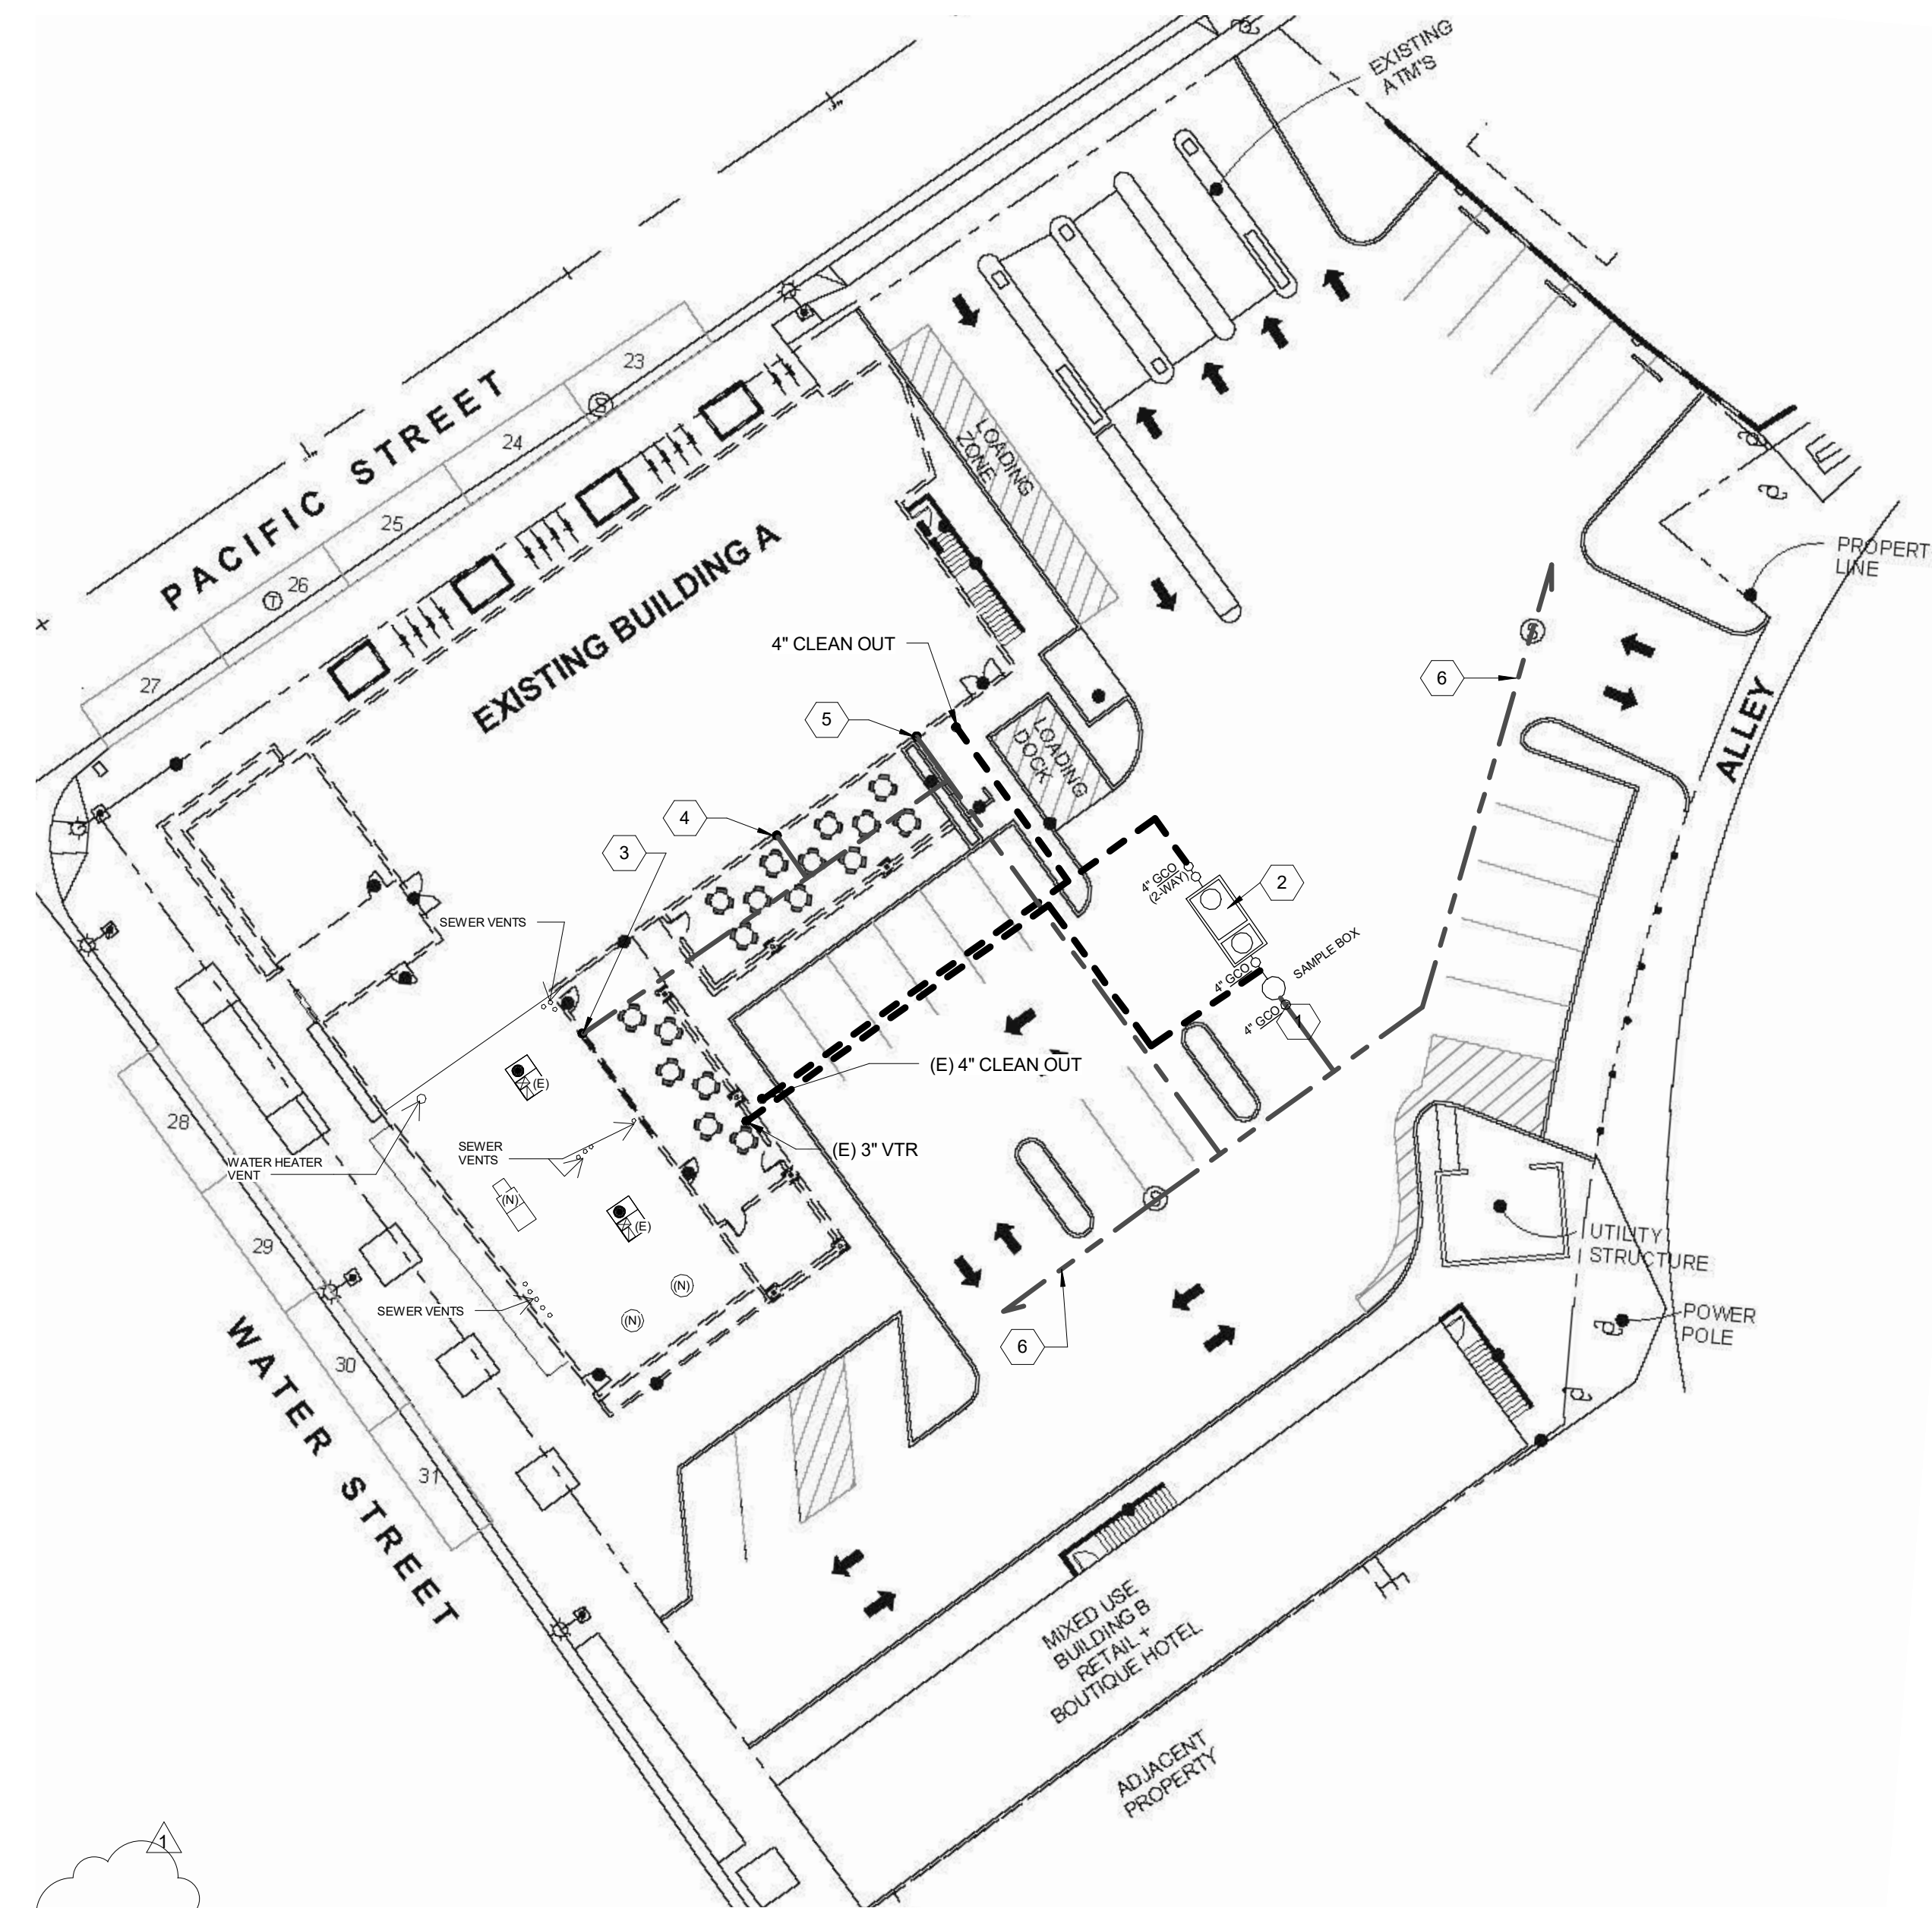 EXISTING
ATM'S
PACIFIC STREET
23
24
25
26
27
T
S
LOADING
ZONE
EXISTING BUILDING A
PROPERT
LINE
4" CLEAN OUT
S
6
ALLEY
5
LOADING
DOCK
4
3
4" GCO
(2-WAY)
2
SEWER VENTS
SAMPLE BOX
4" GCO
4" GCO
1
(E) 4" CLEAN OUT
(E)
28
29
30
31
WATER HEATER
VENT
SEWER
VENTS
(E) 3" VTR
(N)
(E)
S
UTILITY
STRUCTURE
(N)
(N)
SEWER VENTS
POWER
POLE
6
WATER STREET
MIXED USE
BUILDING B
RETAIL +
BOUTIQUE HOTEL
ADJACENT
PROPERTY
1